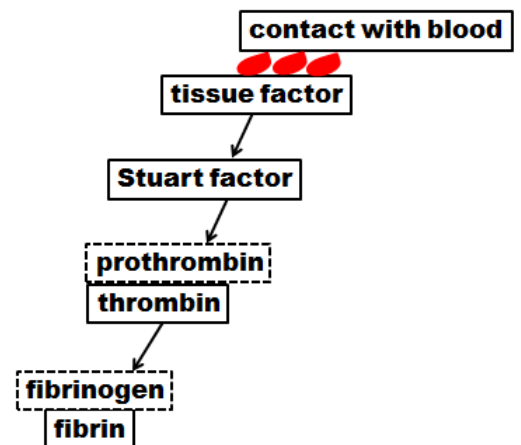 contact with blood
tissue factor
Stuart factor
prothrombin
thrombin
fibrinogen
fibrin